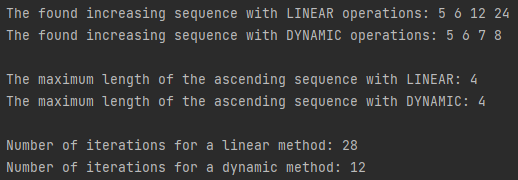 The found increasing sequence with LINEAR operations: 5 6 12 24
The found increasing sequence with DYNAMIC operations: 5 6 7 8
The maximum length of the ascending sequence with LINEAR: 4
The maximum length of the ascending sequence with DYNAMIC: 4
Number of iterations for a linear method: 28
Number of iterations for a dynamic method: 12